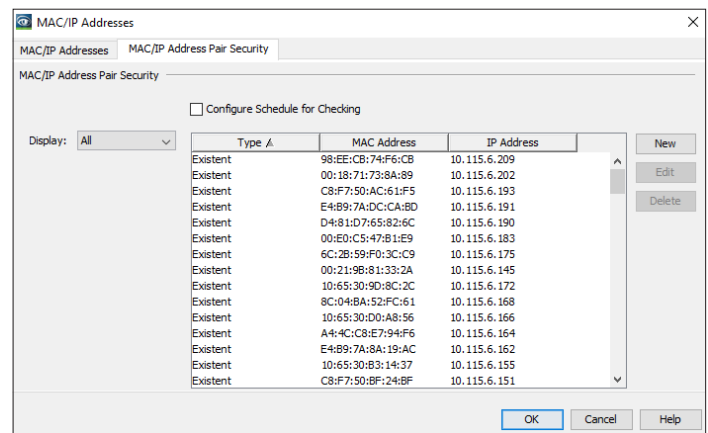 MAC/IP Addresses
MAC/IP Addresses MAC/IP Address Pair Security
MAC/IP Address Pair Security
Configure Schedule for Checking
Display: All
Type MAC Address IP Address
New
Edit
Delete
Existent 98:EE:CB:74:F6:CB 10.115.6.209
Existent 00:18:71:73:8A:89 10.115.6.202
Existent C8:F7:50:AC:61:F5 10.115.6.193
Existent E4:B9:7A:DC:CA:BD 10.115.6.191
Existent D4:81:D7:65:82:6C 10.115.6.190
Existent 00:E0:C5:47:B1:E9 10.115.6.183
Existent 6C:2B:59:F0:3C:C9 10.115.6.175
Existent 00:21:9B:81:33:2A 10.115.6.145
Existent 10:65:30:9D:8C:2C 10.115.6.172
Existent 8C:04:BA:52:FC:61 10.115.6.168
Existent 10:65:30:D0:A8:56 10.115.6.166
Existent A4:4C:C8:E7:94:F6 10.115.6.164
Existent E4:B9:7A:8A:19:AC 10.115.6.162
Existent 10:65:30:B3:14:37 10.115.6.155
Existent C8:F7:50:BF:24:BF 10.115.6.151
OK Cancel Help